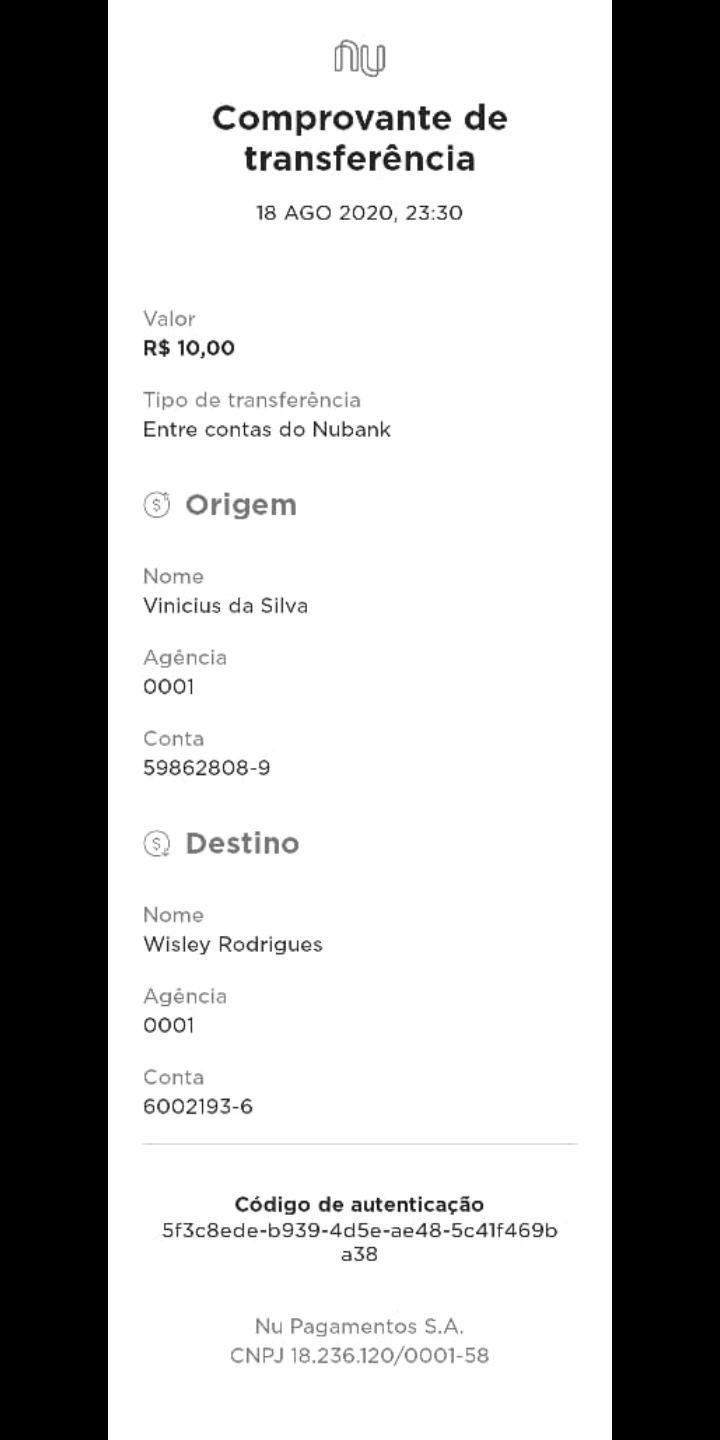 nu
Comprovante de
transferência
18 AGO 2020, 23:30
Valor
R$ 10,00
Tipo de transferência
Entre contas do Nubank
Origem
Nome
Vinicius da Silva
Agência
0001
Conta
59862808-9
Destino
Nome
Wisley Rodrigues
Agência
0001
Conta
6002193-6
Código de autenticação
5f3c8ede-b939-4d5e-ae48-5c41f469b
a38
Nu Pagamentos S.A.
CNPJ 18.236.120/0001-58